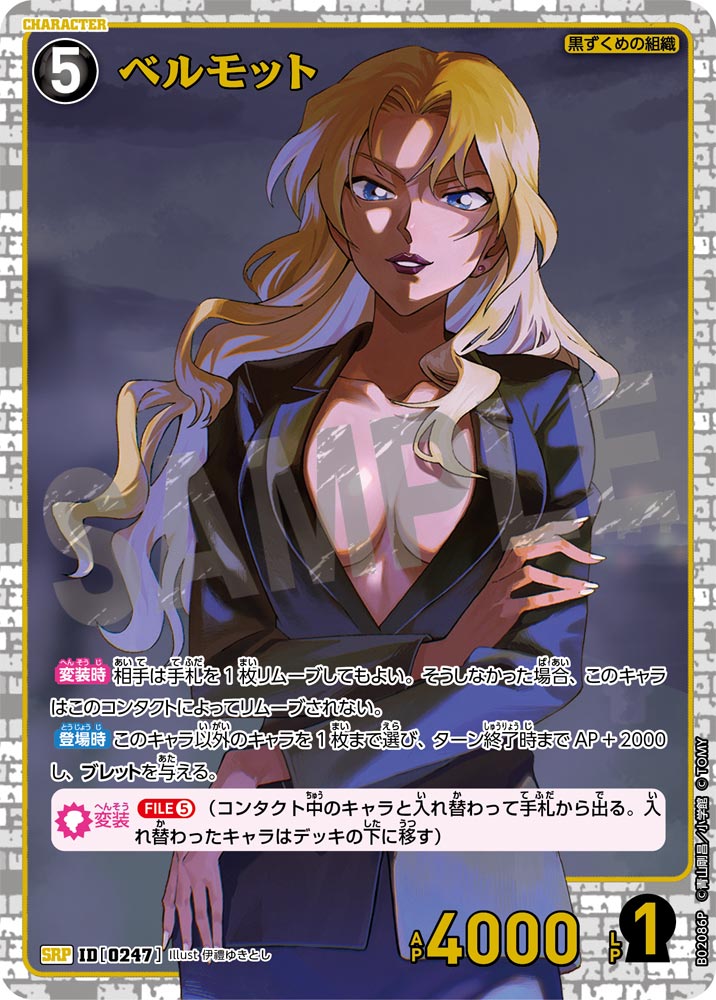 CHARACTER
5
ベルモット
黒ずくめの組織
SAMPLE
変装時 相手は手札を1枚リムーブしてもよい。そうしなかった場合、このキャラ
はこのコンタクトによってリムーブされない。
登場時 このキャラ以外のキャラを1枚まで選び、ターン終了時までAP+2000
し、ブレットを与える。
変装 FILE 5 (コンタクト中のキャラと入れ替わって手札から出る。入
れ替わったキャラはデッキの下に移す)
AP 4000
LP 1
SRP ID[0247] Illust 伊禮ゆきとし
B02086P ©青山剛昌/小学館 ©TOMY